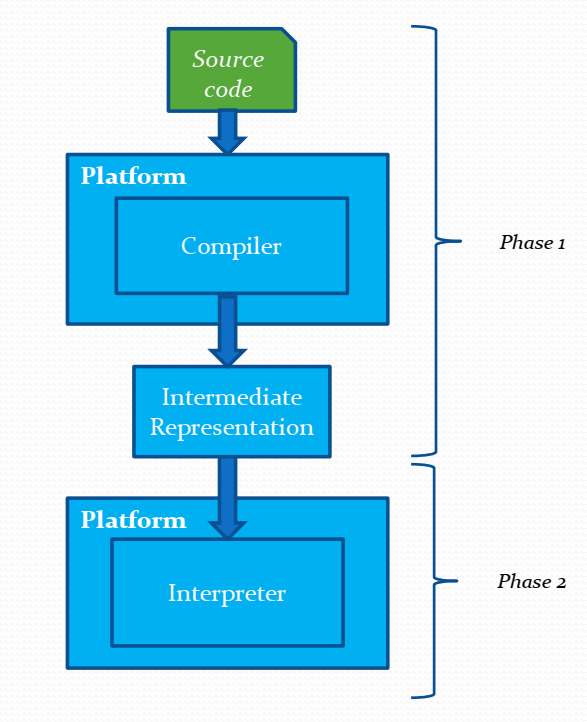 Source
code
Platform
Compiler
Phase 1
Intermediate
Representation
Platform
Interpreter
Phase 2